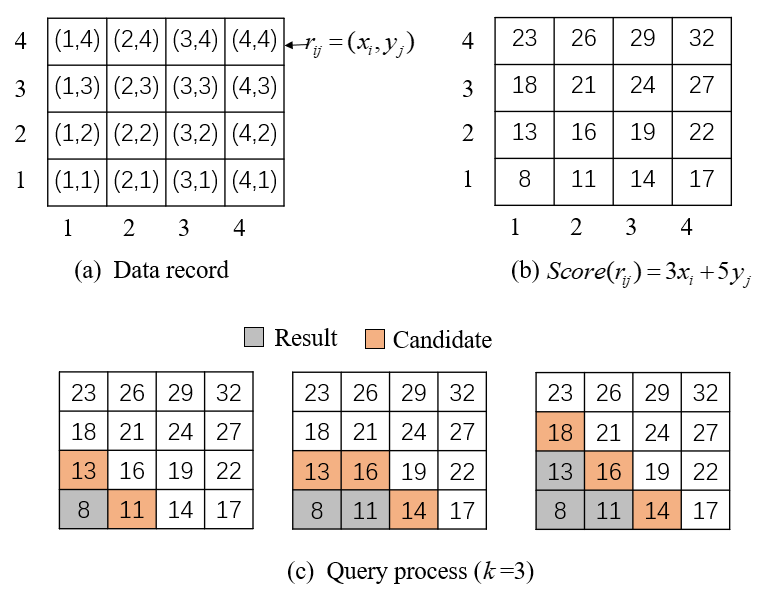 4 (1,4) (2,4) (3,4) (4,4) r_{ij} = (x_i, y_j)
3 (1,3) (2,3) (3,3) (4,3)
2 (1,2) (2,2) (3,2) (4,2)
1 (1,1) (2,1) (3,1) (4,1)
1 2 3 4
(a) Data record
4 23 26 29 32
3 18 21 24 27
2 13 16 19 22
1 8 11 14 17
1 2 3 4
(b) Score(r_{ij}) = 3x_i + 5y_j
Result Candidate
23 26 29 32
18 21 24 27
13 16 19 22
8 11 14 17
23 26 29 32
18 21 24 27
13 16 19 22
8 11 14 17
23 26 29 32
18 21 24 27
13 16 19 22
8 11 14 17
(c) Query process (k=3)